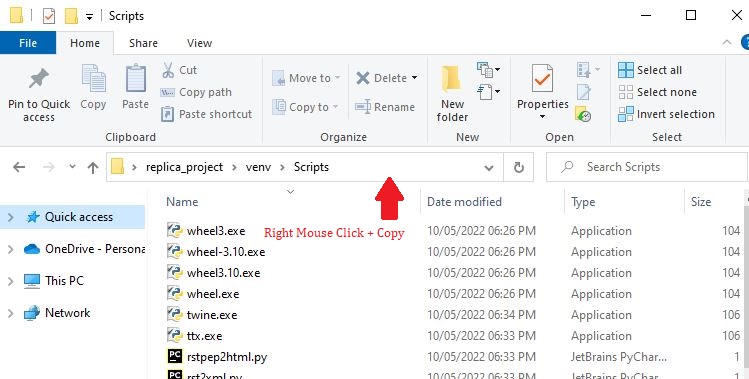 Scripts
File Home Share View
Pin to Quick access
Copy
Paste
Cut
Copy path
Paste shortcut
Move to
Copy to
Delete
Rename
New folder
Properties
Select all
Select none
Invert selection
Clipboard Organize New Open Select
replica_project venv Scripts
Search Scripts
Name Date modified Type Size
Quick access
OneDrive - Persona
This PC
Network
Right Mouse Click + Copy
wheel3.exe 10/05/2022 06:26 PM Application 104
wheel-3.10.exe 10/05/2022 06:26 PM Application 104
wheel3.10.exe 10/05/2022 06:26 PM Application 104
wheel.exe 10/05/2022 06:26 PM Application 104
twine.exe 10/05/2022 06:34 PM Application 106
ttx.exe 10/05/2022 06:33 PM Application 106
PC rstpep2html.py 10/05/2022 06:33 PM JetBrains PyChar...
PC rst2xml.py 10/05/2022 06:33 PM JetBrains PyChar...